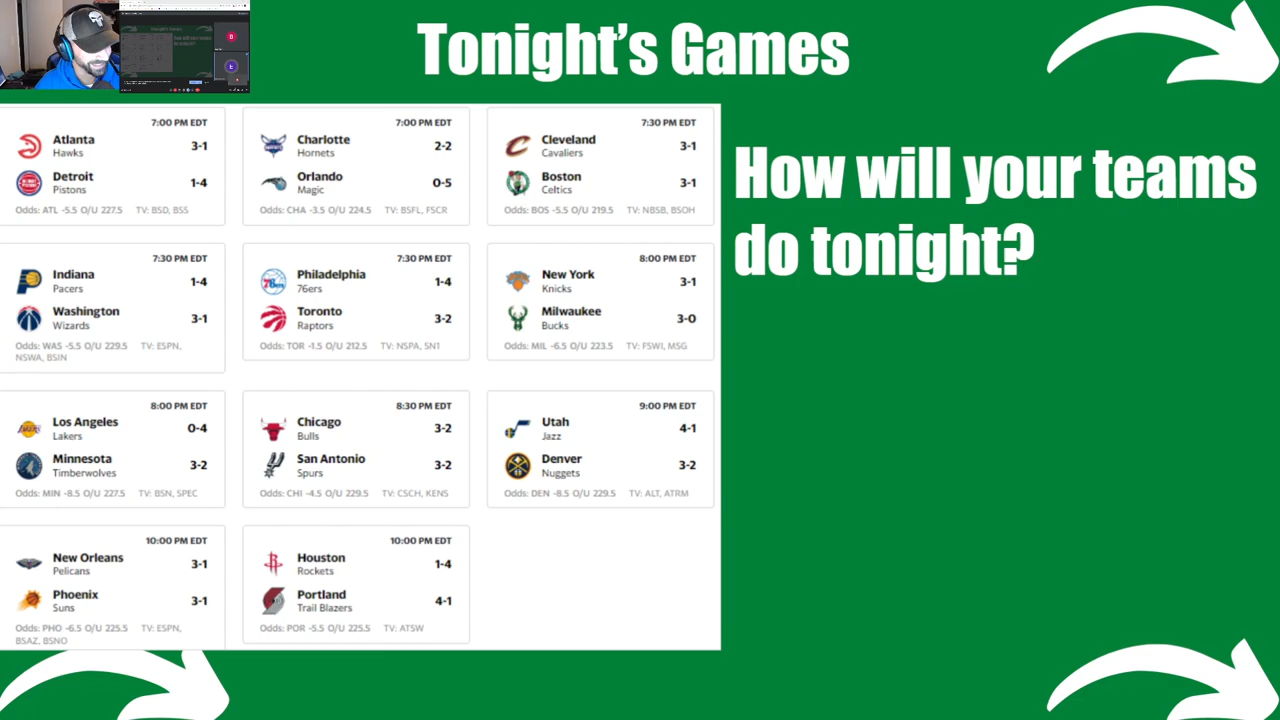 Tonight's Games
How will your teams
do tonight?
7:00 PM EDT
Atlanta
Hawks
3-1
Detroit
Pistons
1-4
Odds: ATL -5.5 O/U 227.5 TV: BSD, BSS
7:00 PM EDT
Charlotte
Hornets
2-2
Orlando
Magic
0-5
Odds: CHA -3.5 O/U 224.5 TV: BSFL, FSCR
7:30 PM EDT
Cleveland
Cavaliers
3-1
Boston
Celtics
3-1
Odds: BOS -5.5 O/U 219.5 TV: NBSB, BSOH
7:30 PM EDT
Indiana
Pacers
1-4
Washington
Wizards
3-1
Odds: WAS -5.5 O/U 229.5 TV: ESPN,
NSWA, BSIN
7:30 PM EDT
Philadelphia
76ers
1-4
Toronto
Raptors
3-2
Odds: TOR -1.5 O/U 212.5 TV: NSPA, SN1
8:00 PM EDT
New York
Knicks
3-1
Milwaukee
Bucks
3-0
Odds: MIL -6.5 O/U 223.5 TV: FSWI, MSG
8:00 PM EDT
Los Angeles
Lakers
0-4
Minnesota
Timberwolves
3-2
Odds: MIN -8.5 O/U 227.5 TV: BSN, SPEC
8:30 PM EDT
Chicago
Bulls
3-2
San Antonio
Spurs
3-2
Odds: CHI -4.5 O/U 229.5 TV: CSCH, KENS
9:00 PM EDT
Utah
Jazz
4-1
Denver
Nuggets
3-2
Odds: DEN -8.5 O/U 229.5 TV: ALT, ATRM
10:00 PM EDT
New Orleans
Pelicans
3-1
Phoenix
Suns
3-1
Odds: PHO -6.5 O/U 225.5 TV: ESPN,
BSAZ, BSNO
10:00 PM EDT
Houston
Rockets
1-4
Portland
Trail Blazers
4-1
Odds: POR -5.5 O/U 225.5 TV: ATSW